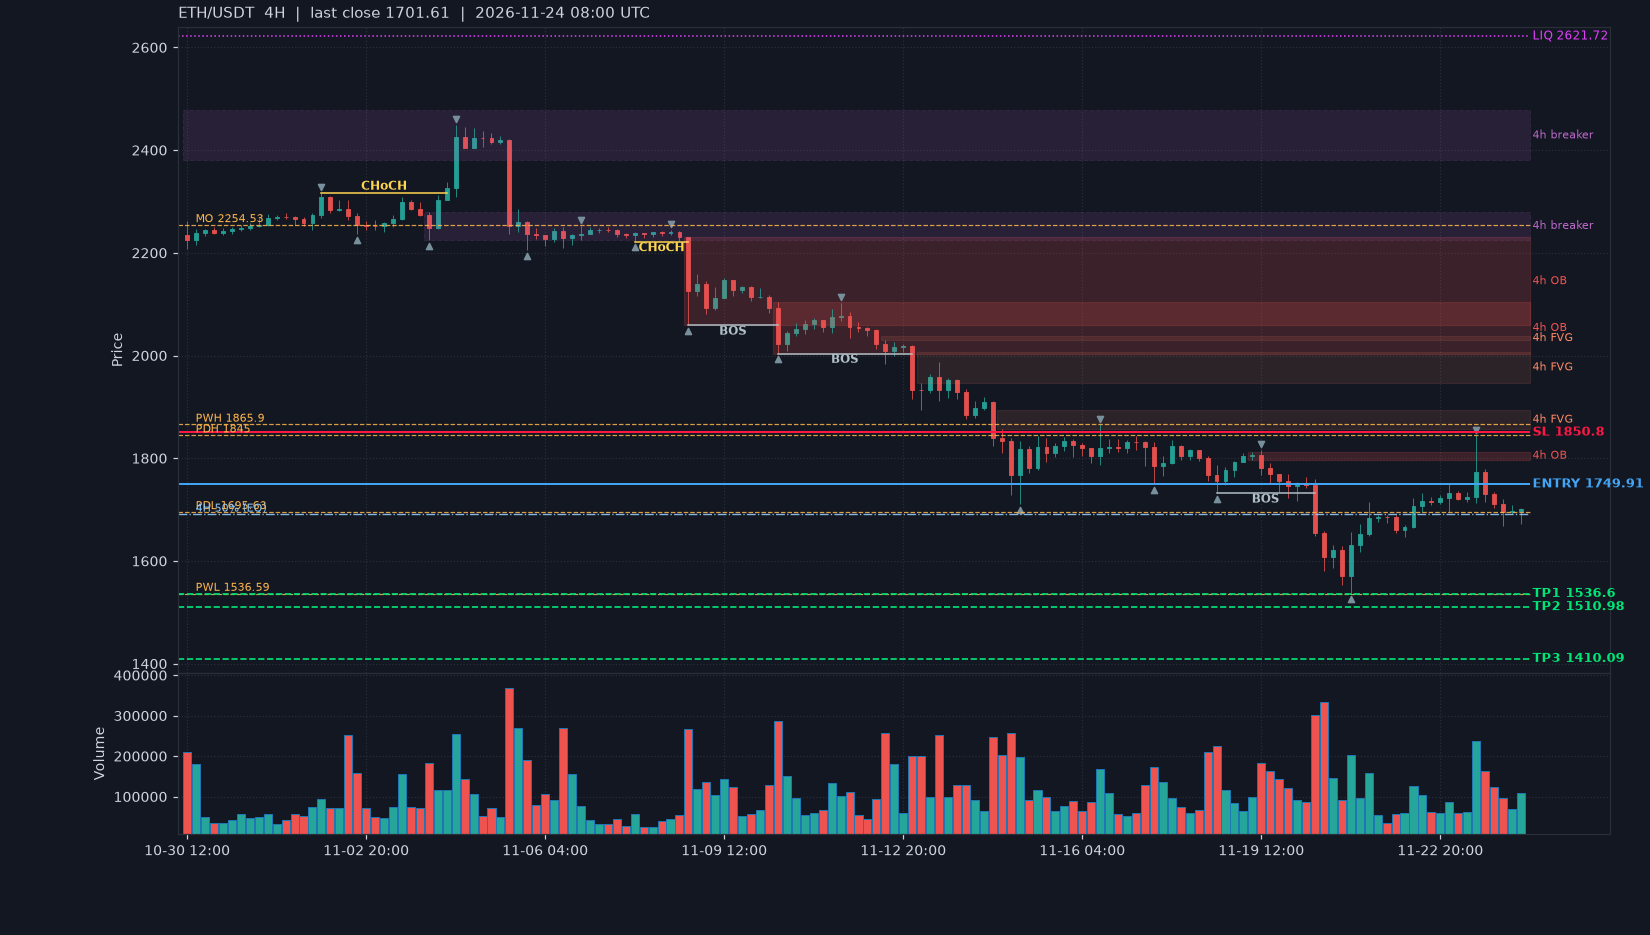 ETH/USDT 4H | last close 1701.61 | 2026-11-24 08:00 UTC
LIQ 2621.72
2600
4h breaker
2400
CHoCH
MO 2254.53
4h breaker
2200
CHoCH
4h OB
BOS
4h OB
4h FVG
2000
BOS
4h FVG
Price
PWH 1865.9
4h FVG
PDH 1845
SL 1850.8
4h OB
1800
ENTRY 1749.91
BOS
PDL 1695.63
1600
PWL 1536.59
TP1 1536.6
TP2 1510.98
TP3 1410.09
1400
400000
300000
200000
100000
Volume
10-30 12:00
11-02 20:00
11-06 04:00
11-09 12:00
11-12 20:00
11-16 04:00
11-19 12:00
11-22 20:00